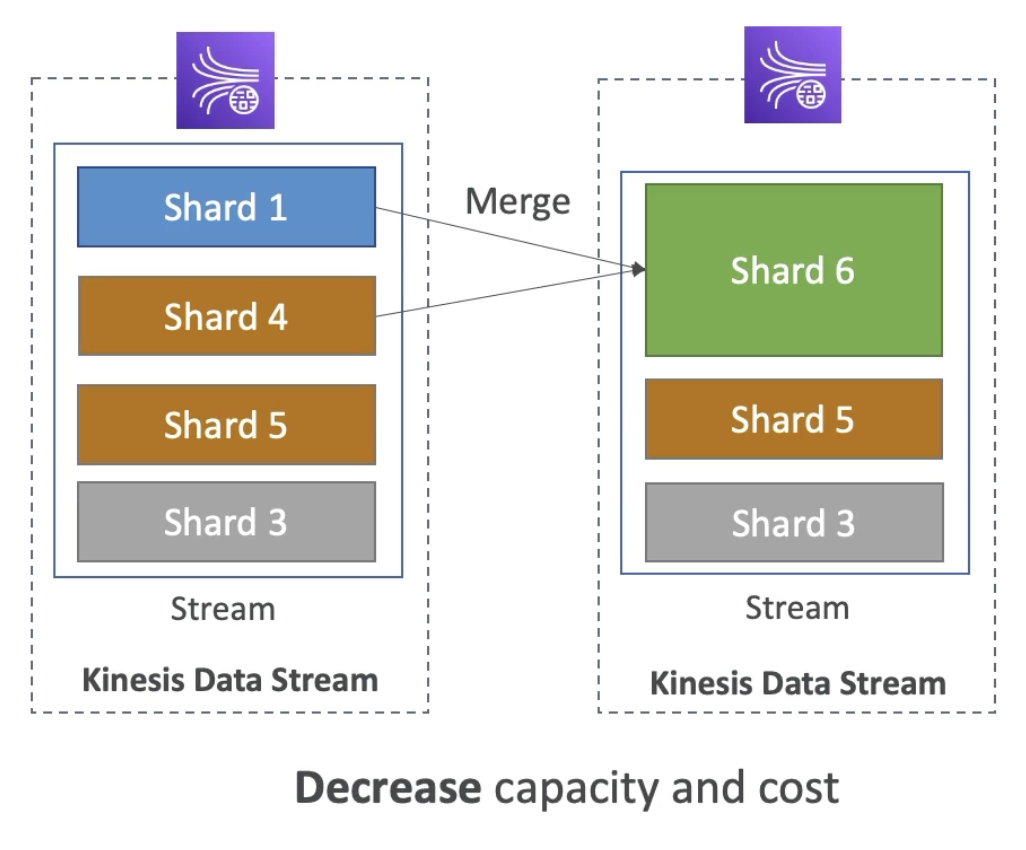 Shard 1
Shard 4
Shard 5
Shard 3
Stream
Kinesis Data Stream
Merge
Shard 6
Shard 5
Shard 3
Stream
Kinesis Data Stream
Decrease capacity and cost